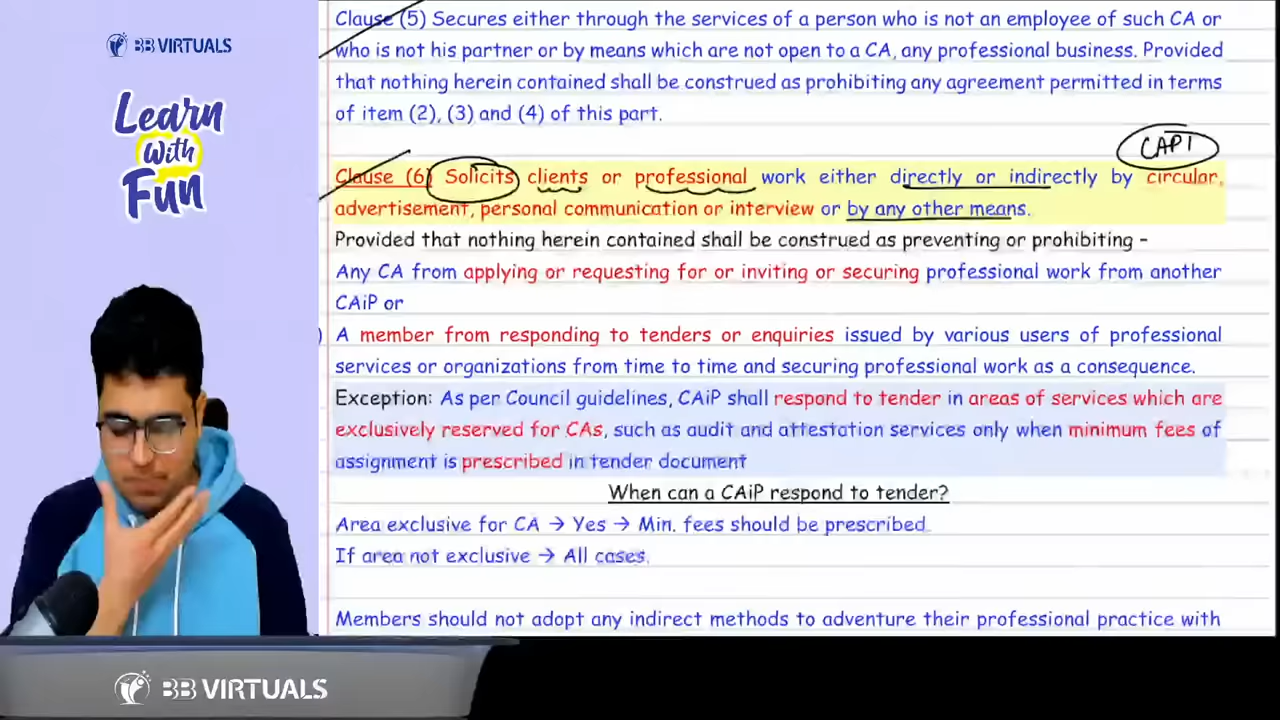 BB VIRTUALS
Learn
With
Fun
Clause (5) Secures either through the services of a person who is not an employee of such CA or
who is not his partner or by means which are not open to a CA, any professional business. Provided
that nothing herein contained shall be construed as prohibiting any agreement permitted in terms
of item (2), (3) and (4) of this part.
CAPI
Clause (6) Solicits clients or professional work either directly or indirectly by circular,
advertisement, personal communication or interview or by any other means.
Provided that nothing herein contained shall be construed as preventing or prohibiting -
Any CA from applying or requesting for or inviting or securing professional work from another
CAiP or
) A member from responding to tenders or enquiries issued by various users of professional
services or organizations from time to time and securing professional work as a consequence.
Exception: As per Council guidelines, CAiP shall respond to tender in areas of services which are
exclusively reserved for CAs, such as audit and attestation services only when minimum fees of
assignment is prescribed in tender document
When can a CAiP respond to tender?
Area exclusive for CA → Yes → Min. fees should be prescribed.
If area not exclusive → All cases.
Members should not adopt any indirect methods to adventure their professional practice with
BB VIRTUALS